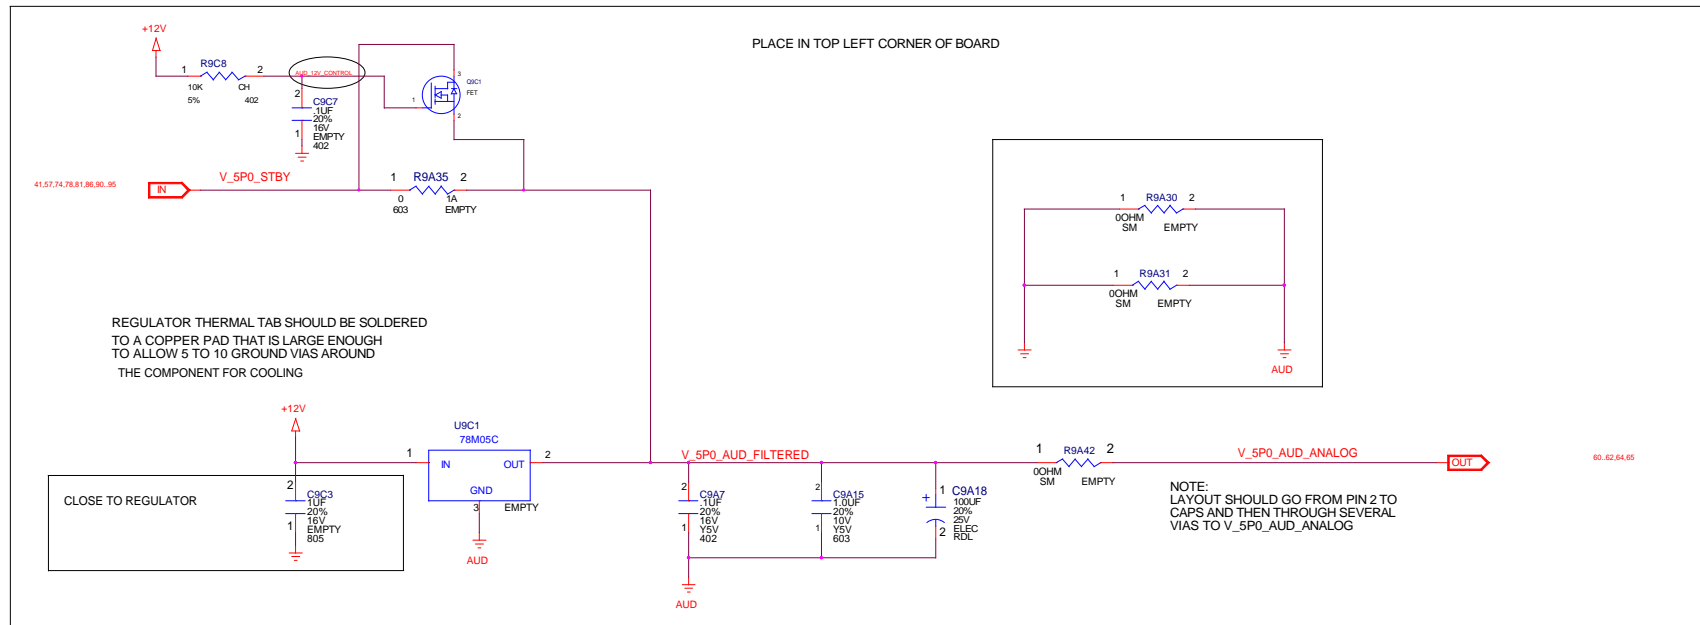 +12V
PLACE IN TOP LEFT CORNER OF BOARD
1 R9C8 2
10K CH
5% 402
AUD_12V_CONTROL
2
C9C7
.1UF
20%
16V
1
EMPTY
402
3
Q9C1
FET
1
2
41,57,74,78,81,86,90..95
IN
V_5P0_STBY
1 R9A35 2
0 1A
603 EMPTY
1 R9A30 2
0OHM
SM EMPTY
1 R9A31 2
0OHM
SM EMPTY
AUD
REGULATOR THERMAL TAB SHOULD BE SOLDERED
TO A COPPER PAD THAT IS LARGE ENOUGH
TO ALLOW 5 TO 10 GROUND VIAS AROUND
THE COMPONENT FOR COOLING
+12V
CLOSE TO REGULATOR
2
C9C3
1UF
20%
16V
1
EMPTY
805
U9C1
78M05C
1 IN OUT 2
GND
3 EMPTY
AUD
V_5P0_AUD_FILTERED
2
C9A7
.1UF
20%
16V
1
Y5V
402
2
C9A15
1.0UF
20%
10V
1
Y5V
603
1
C9A18
+
100UF
20%
25V
ELEC
2
RDL
AUD
1 R9A42 2
0OHM
SM EMPTY
V_5P0_AUD_ANALOG
OUT
60..62,64,65
NOTE:
LAYOUT SHOULD GO FROM PIN 2 TO
CAPS AND THEN THROUGH SEVERAL
VIAS TO V_5P0_AUD_ANALOG